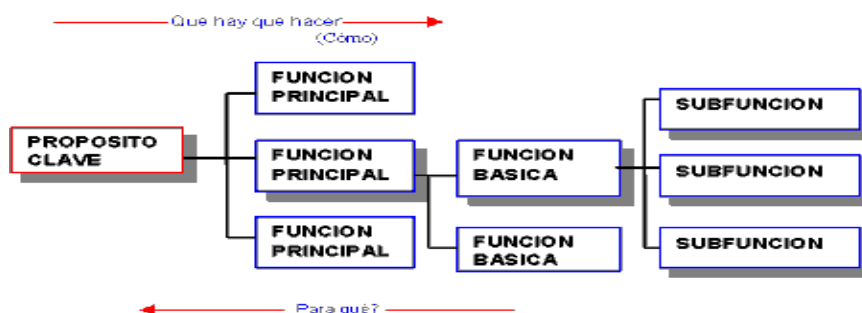 Que hay que hacer
(Cómo)
FUNCION
PRINCIPAL
PROPOSITO
CLAVE
FUNCION
PRINCIPAL
FUNCION
PRINCIPAL
FUNCION
BASICA
FUNCION
BASICA
SUBFUNCION
SUBFUNCION
SUBFUNCION
Para qué?